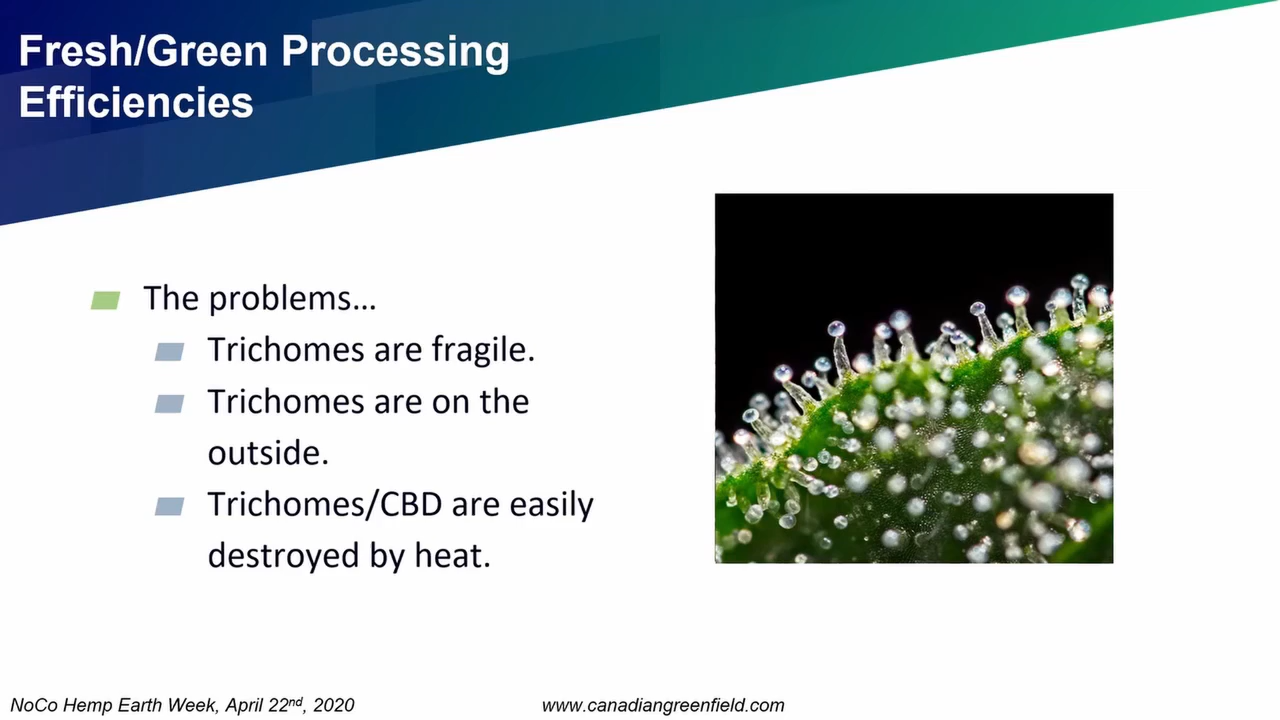 Fresh/Green Processing
Efficiencies
The problems…
Trichomes are fragile.
Trichomes are on the
outside.
Trichomes/CBD are easily
destroyed by heat.
NoCo Hemp Earth Week, April 22nd, 2020
www.canadiangreenfield.com